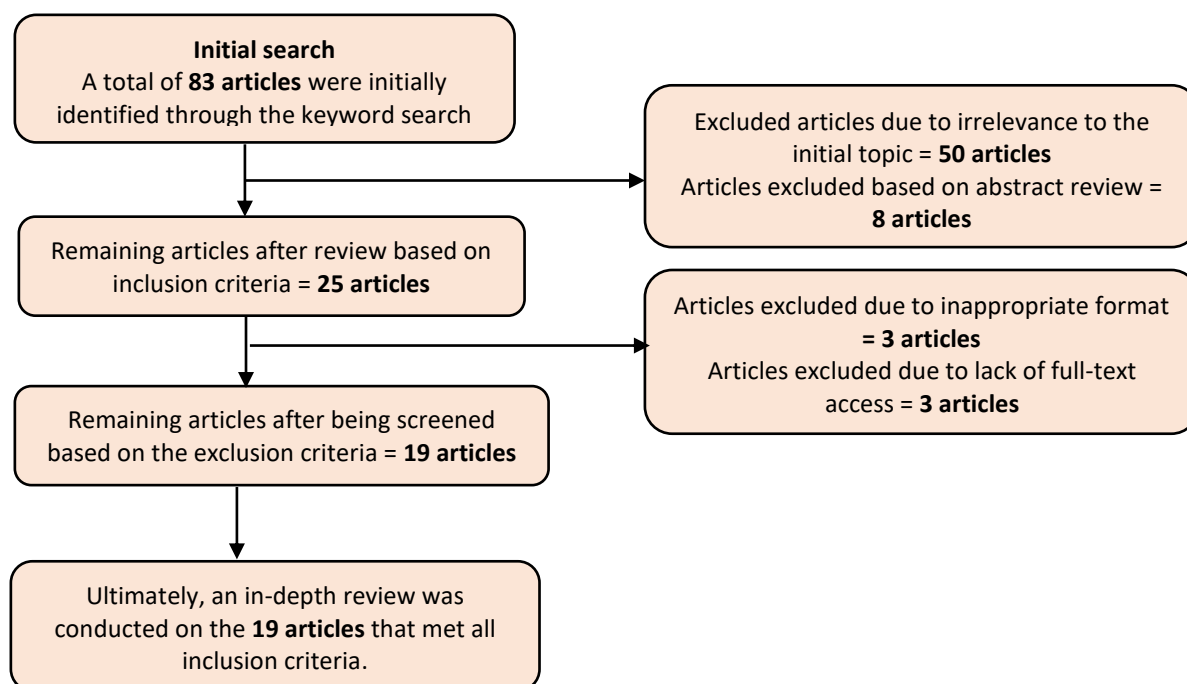 Initial search
A total of 83 articles were initially
identified through the keyword search
Excluded articles due to irrelevance to the
initial topic = 50 articles
Articles excluded based on abstract review =
8 articles
Remaining articles after review based on
inclusion criteria = 25 articles
Articles excluded due to inappropriate format
= 3 articles
Articles excluded due to lack of full-text
access = 3 articles
Remaining articles after being screened
based on the exclusion criteria = 19 articles
Ultimately, an in-depth review was
conducted on the 19 articles that met all
inclusion criteria.